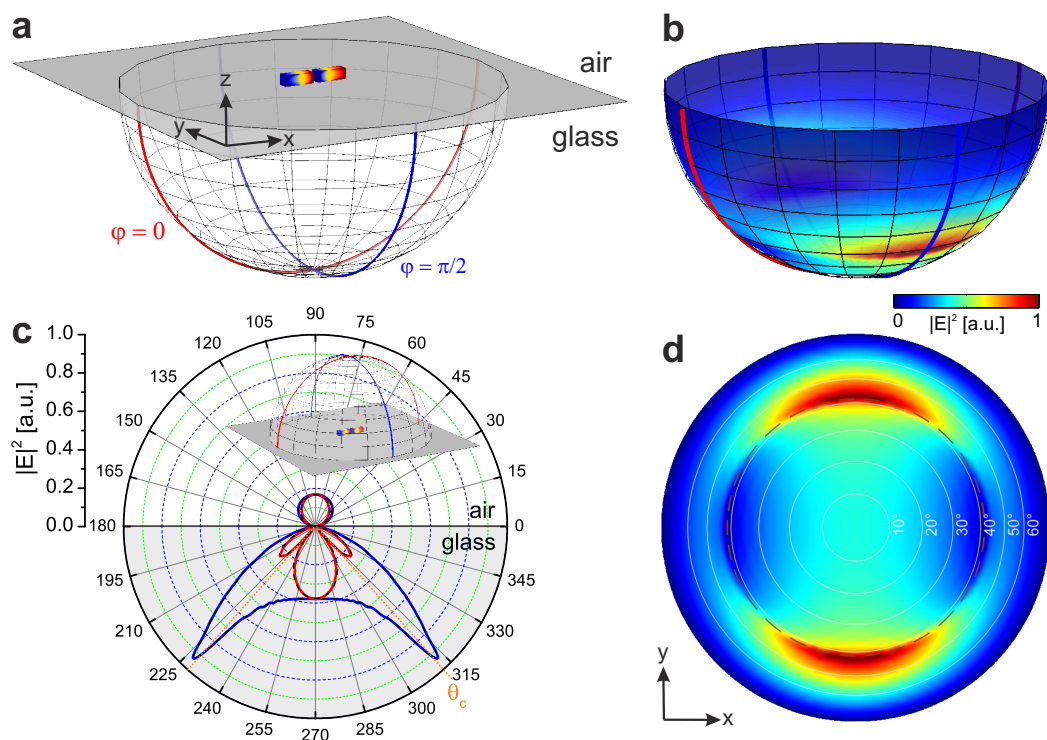 a
z
y
x
air
glass
φ = 0
φ = π/2
b
0 |E|² [a.u.] 1
c
|E|² [a.u.]
1.0
0.8
0.6
0.4
0.2
0.0
90
105 75
120 60
135 45
150 30
165 15
180 0
195 345
210 330
225 315
240 300
255 285
270
air
glass
θc
d
10° 20° 30° 40° 50° 60°
y
x